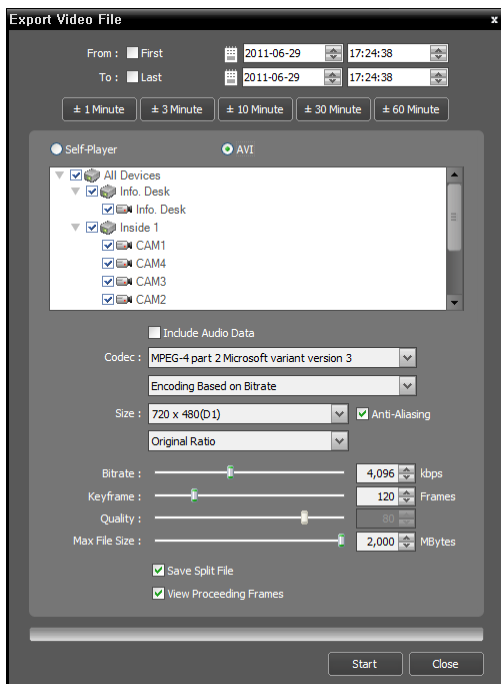 Export Video File x
From : First 2011-06-29 17:24:38
To : Last 2011-06-29 17:24:38
± 1 Minute ± 3 Minute ± 10 Minute ± 30 Minute ± 60 Minute
Self-Player AVI
All Devices
Info. Desk
Info. Desk
Inside 1
CAM1
CAM4
CAM3
CAM2
Include Audio Data
Codec : MPEG-4 part 2 Microsoft variant version 3
Encoding Based on Bitrate
Size : 720 x 480(D1) Anti-Aliasing
Original Ratio
Bitrate : 4,096 kbps
Keyframe : 120 Frames
Quality : 80
Max File Size : 2,000 MBytes
Save Split File
View Proceeding Frames
Start Close